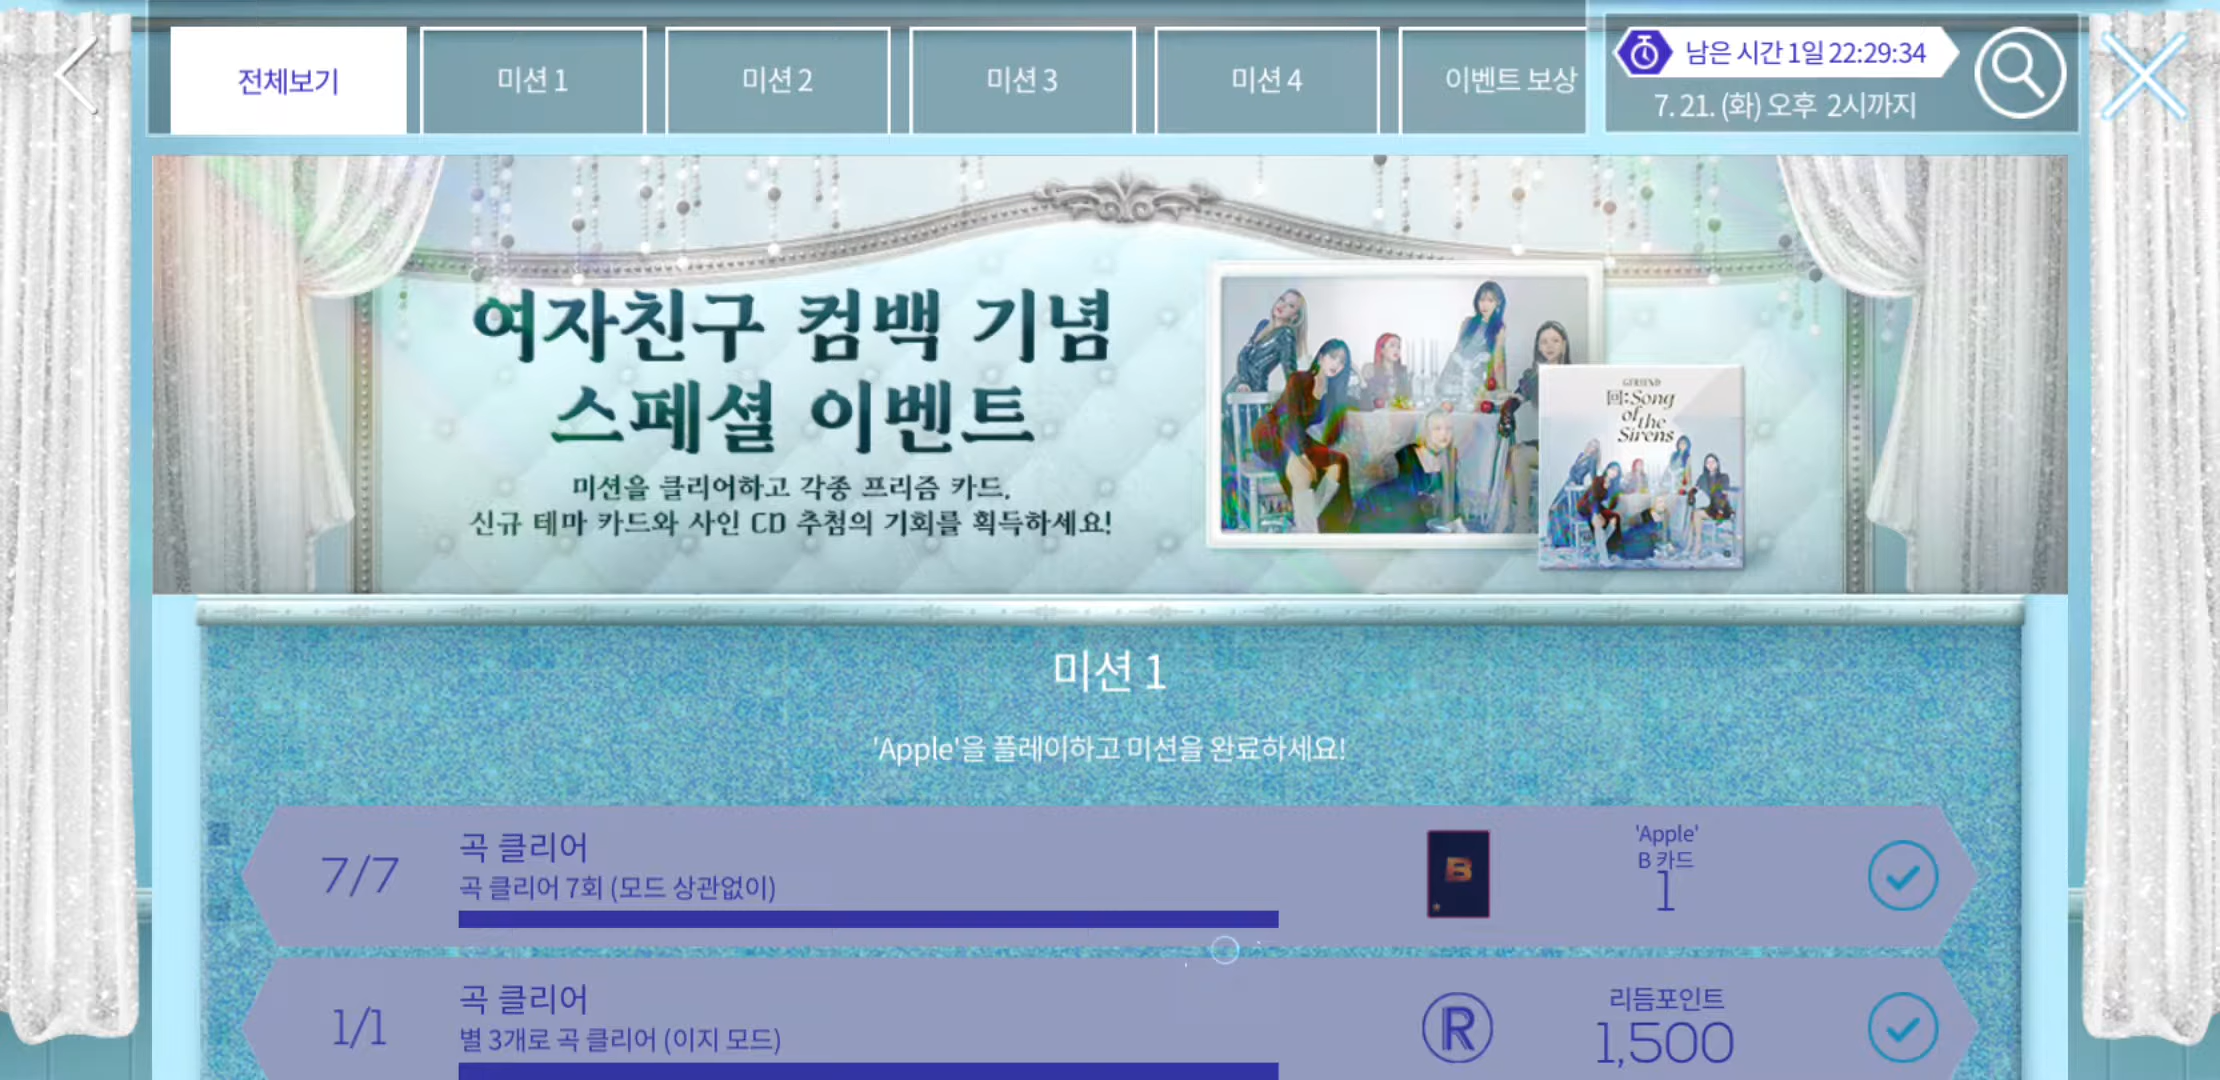 전체보기
미션 1
미션 2
미션 3
미션 4
이벤트 보상
남은 시간 1일 22:29:34
7. 21. (화) 오후 2시까지
여자친구 컴백 기념
스페셜 이벤트
미션을 클리어하고 각종 프리즘 카드,
신규 테마 카드와 사인 CD 추첨의 기회를 획득하세요!
GFRIEND
回:Song
of the
Sirens
미션 1
'Apple'을 플레이하고 미션을 완료하세요!
7/7
곡 클리어
곡 클리어 7회 (모드 상관없이)
B
'Apple'
B 카드
1
1/1
곡 클리어
별 3개로 곡 클리어 (이지 모드)
R
리듬포인트
1,500